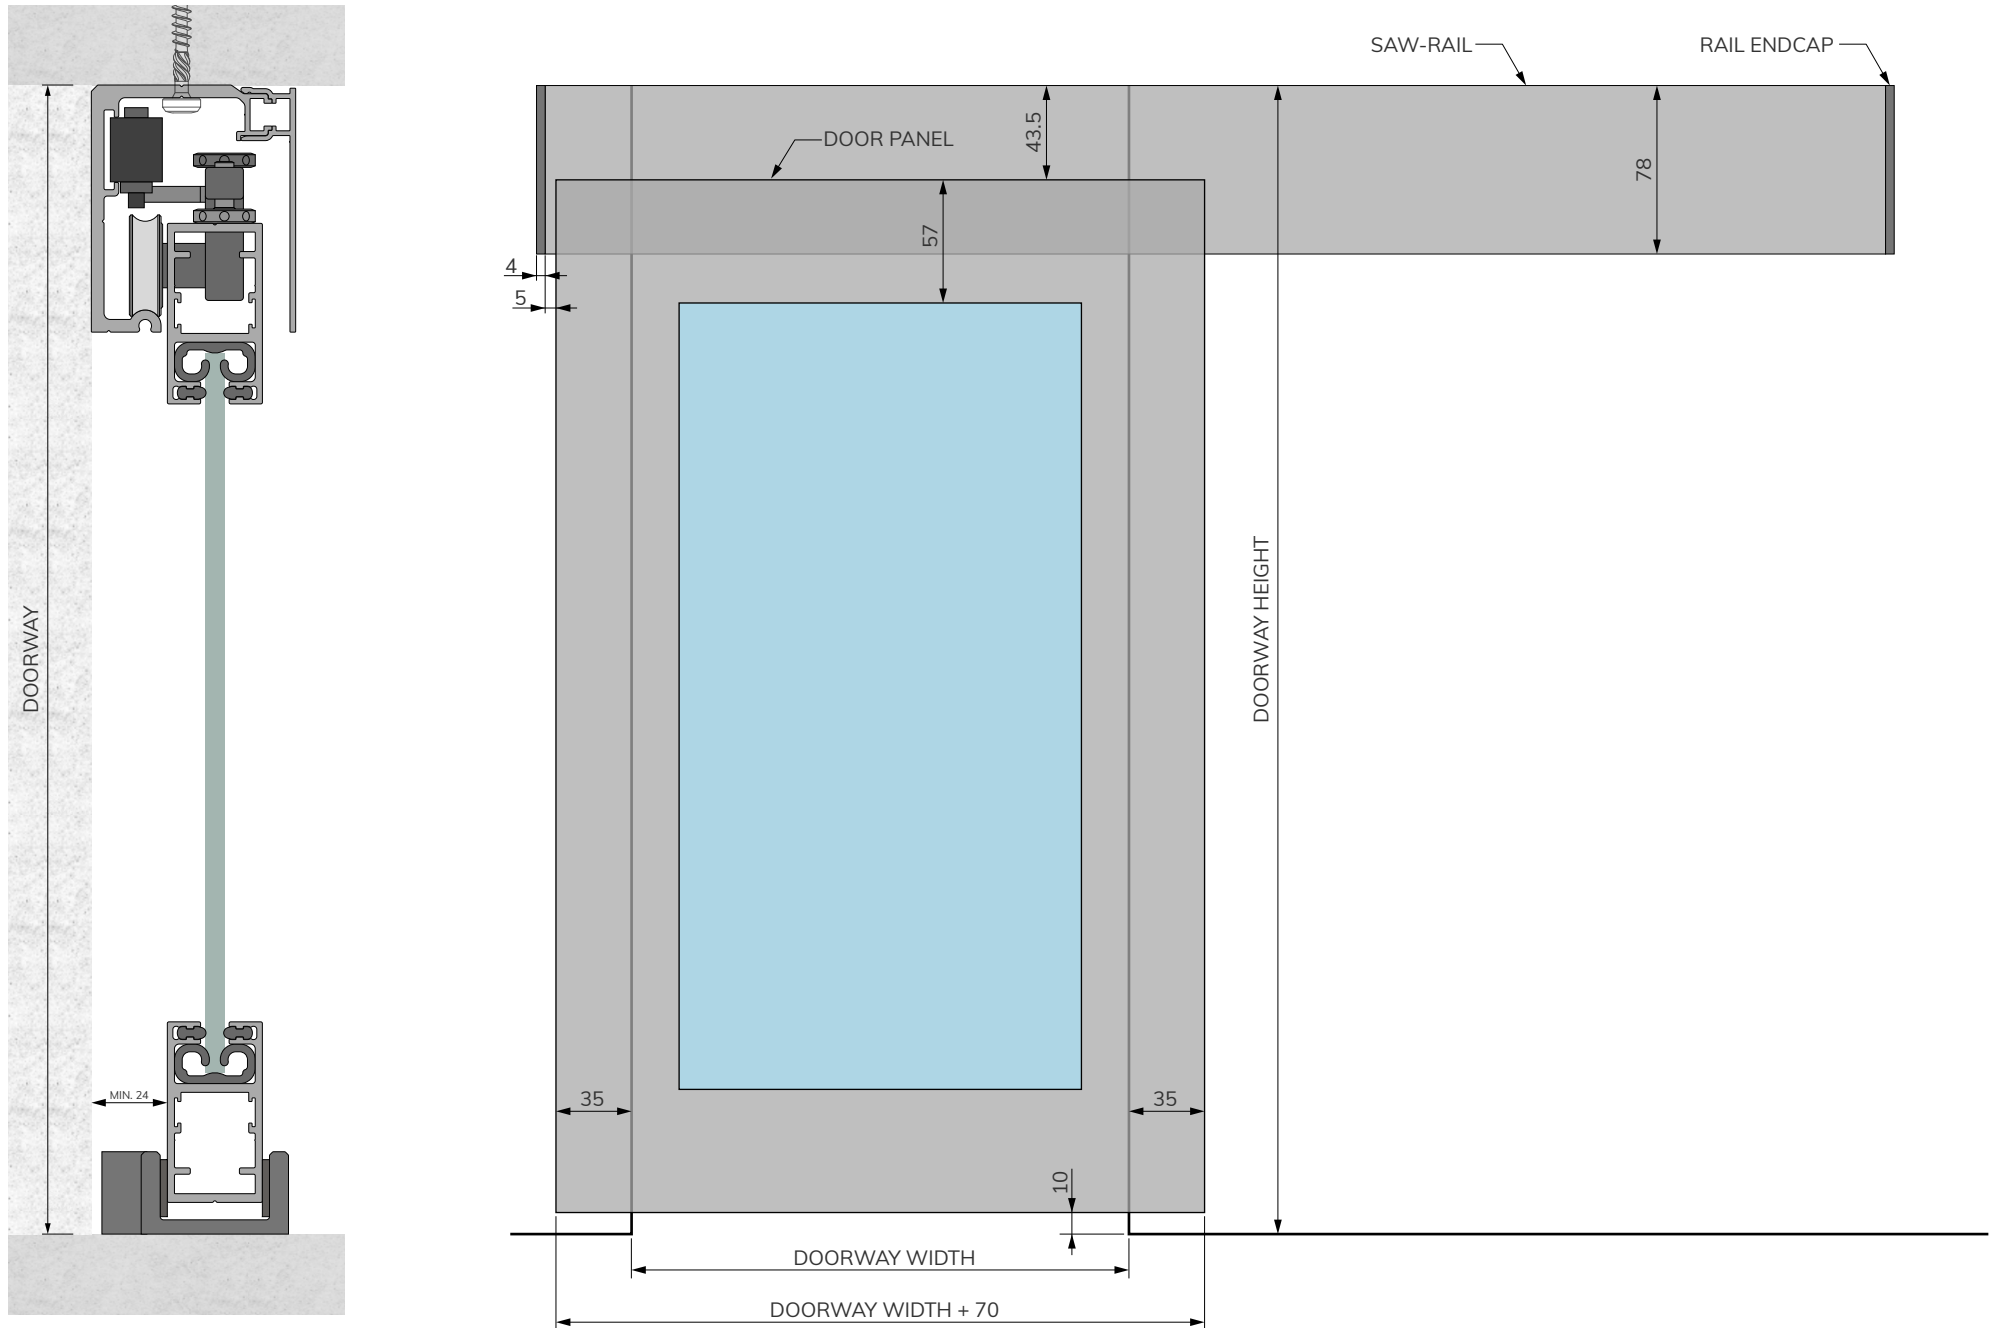 SAW-RAIL
RAIL ENDCAP
DOOR PANEL
43.5
78
57
4
5
DOORWAY
DOORWAY HEIGHT
MIN. 24
35
35
10
DOORWAY WIDTH
DOORWAY WIDTH + 70